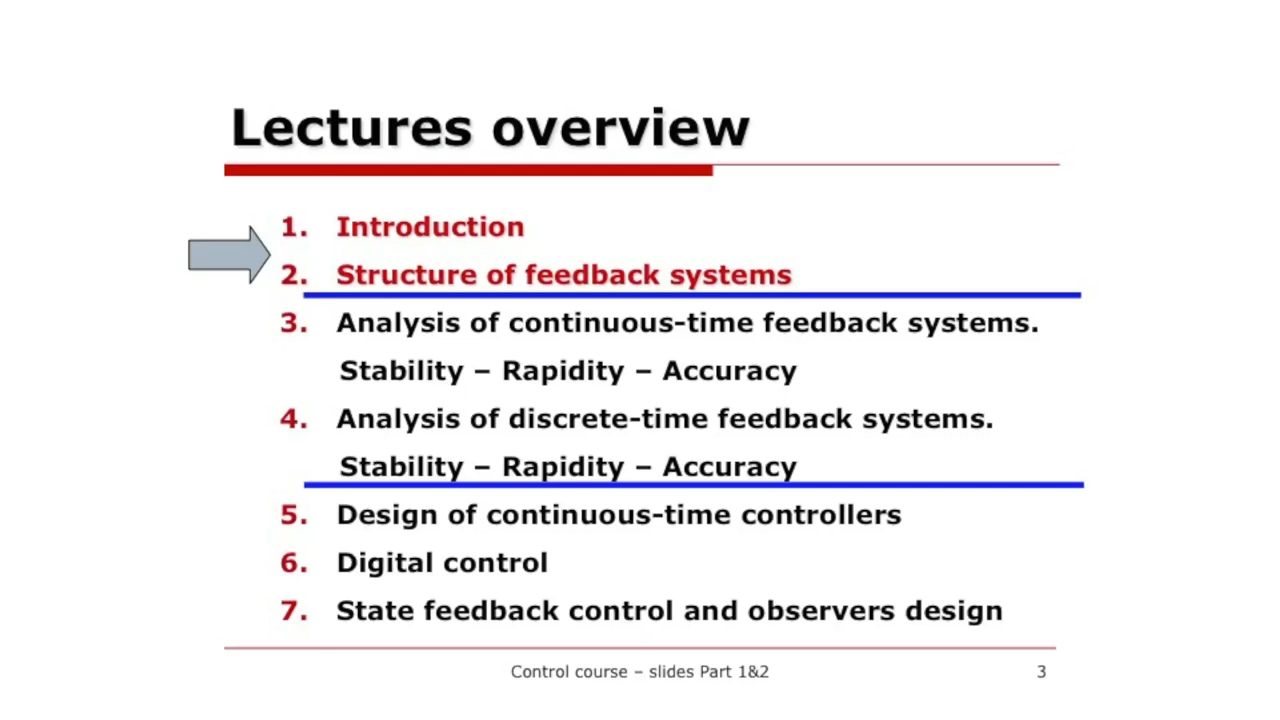 Lectures overview
1. Introduction
2. Structure of feedback systems
3. Analysis of continuous-time feedback systems.
Stability – Rapidity – Accuracy
4. Analysis of discrete-time feedback systems.
Stability – Rapidity – Accuracy
5. Design of continuous-time controllers
6. Digital control
7. State feedback control and observers design
Control course – slides Part 1&2 3